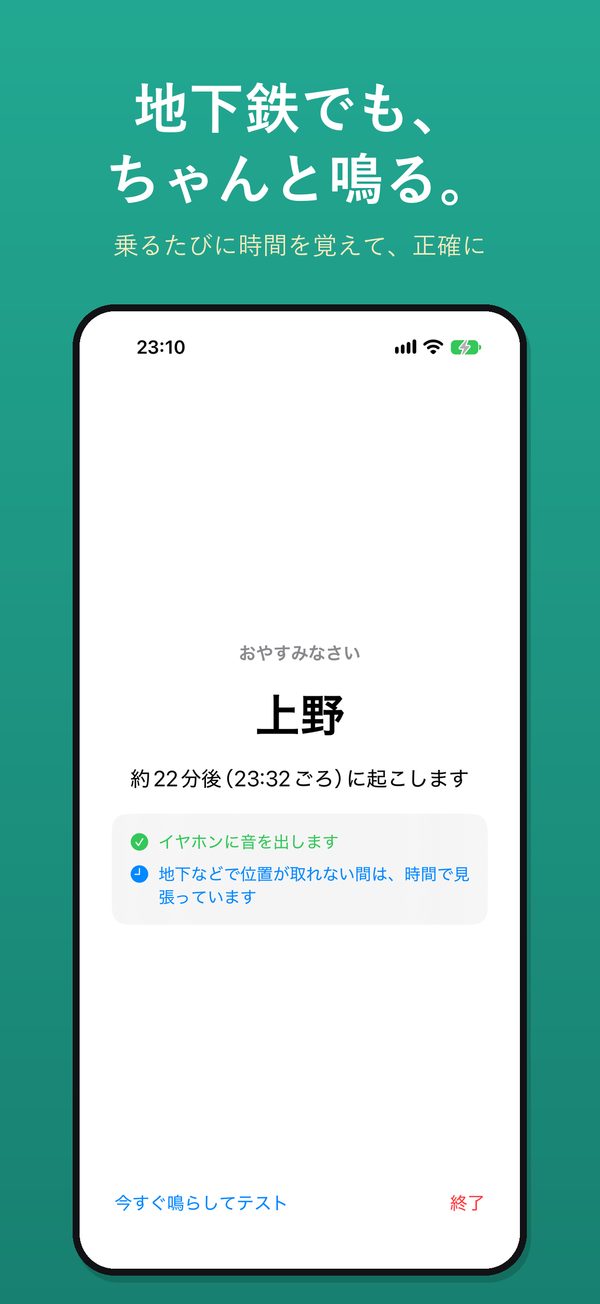 地下鉄でも、
ちゃんと鳴る。
乗るたびに時間を覚えて、正確に
23:10
おやすみなさい
上野
約22分後（23:32ごろ）に起こします
イヤホンに音を出します
地下などで位置が取れない間は、時間で見
張っています
今すぐ鳴らしてテスト
終了